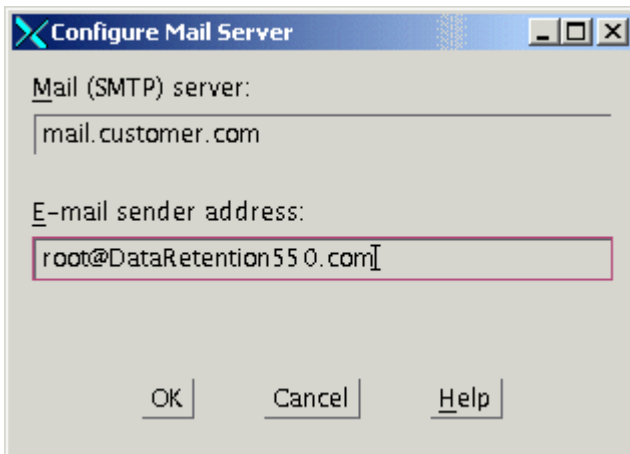 Configure Mail Server
Mail (SMTP) server:
mail.customer.com
E-mail sender address:
root@DataRetention550.com
OK Cancel Help